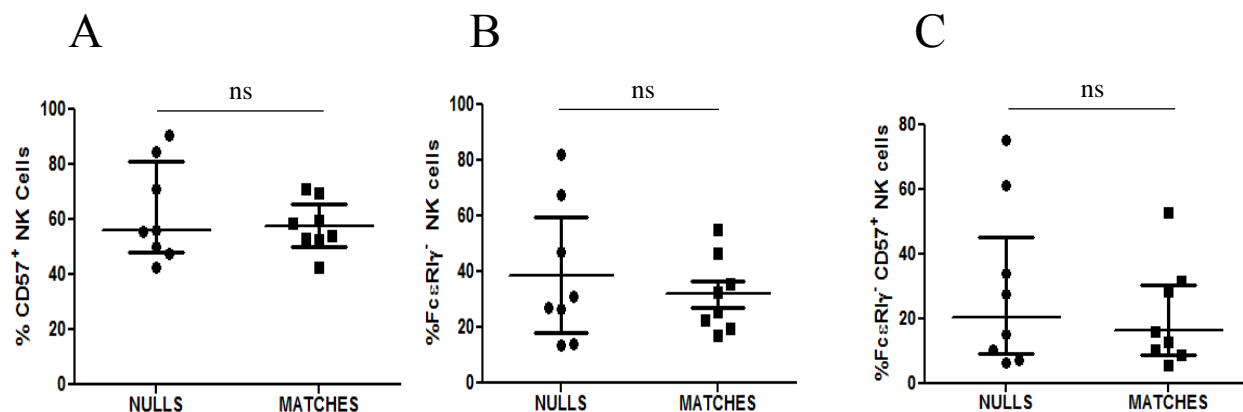 A
ns
% CD57⁺ NK Cells
100
80
60
40
20
0
NULLS MATCHES
B
ns
%FcεRIγ⁻ NK cells
100
80
60
40
20
0
NULLS MATCHES
C
ns
%FcεRIγ⁻ CD57⁺ NK cells
80
60
40
20
0
NULLS MATCHES